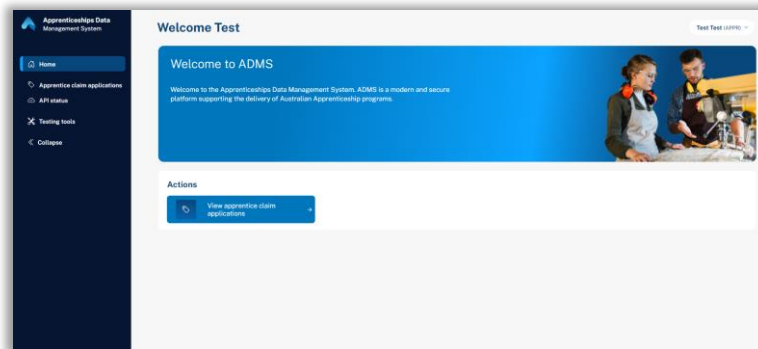 Apprenticeships Data
Management System
Home
Apprentice claim applications
API status
Testing tools
Collapse
Welcome Test
Test Test (APPR)
Welcome to ADMS
Welcome to the Apprenticeships Data Management System. ADMS is a modern and secure
platform supporting the delivery of Australian Apprenticeship programs.
Actions
View apprentice claim
applications